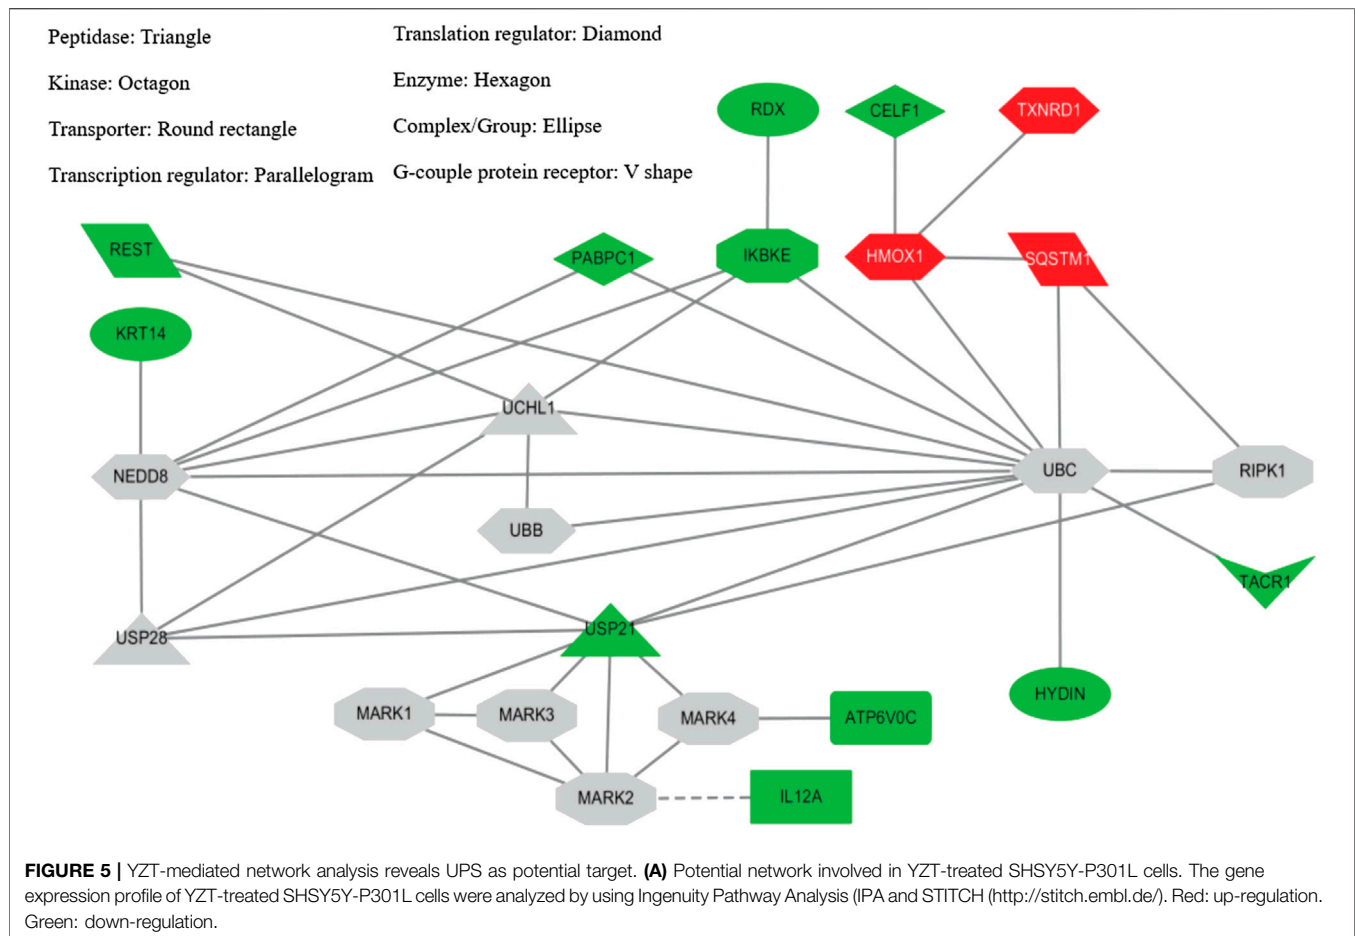 Peptidase: Triangle
Translation regulator: Diamond
Kinase: Octagon
Enzyme: Hexagon
Transporter: Round rectangle
Complex/Group: Ellipse
Transcription regulator: Parallelogram
G-couple protein receptor: V shape
RDX
CELF1
TXNRD1
REST
PABPC1
IKBKE
HMOX1
SQSTM1
KRT14
UCHL1
NEDD8
UBC
RIPK1
UBB
TACR1
USP28
USP21
HYDIN
MARK1
MARK3
MARK4
ATP6V0C
MARK2
IL12A
FIGURE 5 | YZT-mediated network analysis reveals UPS as potential target. (A) Potential network involved in YZT-treated SHSY5Y-P301L cells. The gene
expression profile of YZT-treated SHSY5Y-P301L cells were analyzed by using Ingenuity Pathway Analysis (IPA and STITCH (http://stitch.embl.de/). Red: up-regulation.
Green: down-regulation.